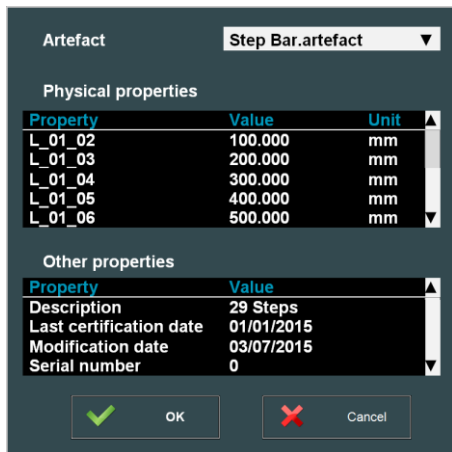 Artefact Step Bar.artefact
Physical properties
Property Value Unit
L_01_02 100.000 mm
L_01_03 200.000 mm
L_01_04 300.000 mm
L_01_05 400.000 mm
L_01_06 500.000 mm
Other properties
Property Value
Description 29 Steps
Last certification date 01/01/2015
Modification date 03/07/2015
Serial number 0
OK Cancel